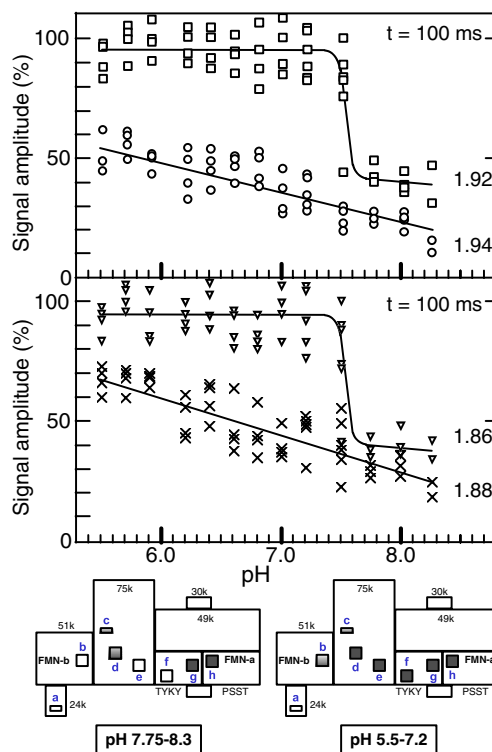 100
t = 100 ms
Signal amplitude (%)
50
1.92
1.94
0
100
t = 100 ms
Signal amplitude (%)
50
1.86
1.88
0
6.0 7.0 8.0
pH
75k 30k
51k 49k
c
b FMN-b d e f g h FMN-a
a 24k TYKY PSST
pH 7.75-8.3
75k 30k
51k 49k
c
b FMN-b d e f g h FMN-a
a 24k TYKY PSST
pH 5.5-7.2